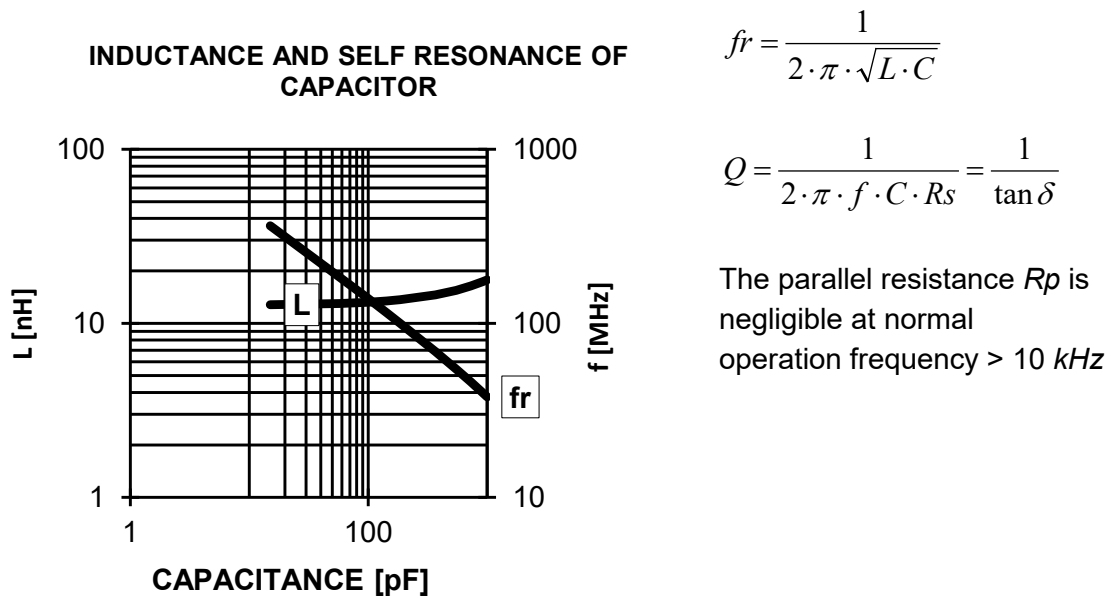 INDUCTANCE AND SELF RESONANCE OF
CAPACITOR
100
10
1
L [nH]
L
1000
100
10
f [MHz]
fr
1
100
CAPACITANCE [pF]
fr = 1 / (2 · π · √(L · C))
Q = 1 / (2 · π · f · C · Rs) = 1 / tan δ
The parallel resistance Rp is
negligible at normal
operation frequency > 10 kHz